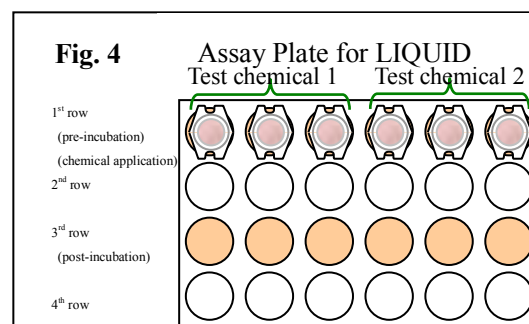 Fig. 4
Assay Plate for LIQUID
Test chemical 1
Test chemical 2
1st row
(pre-incubation)
(chemical application)
2nd row
3rd row
(post-incubation)
4th row